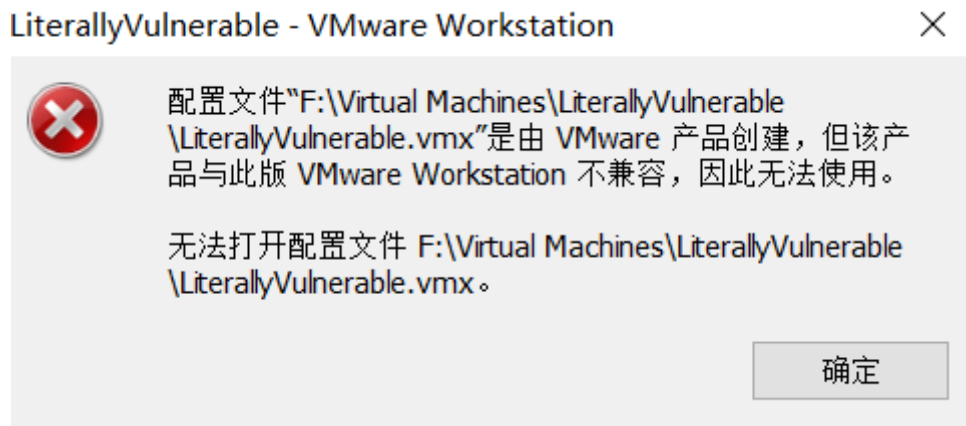 LiterallyVulnerable - VMware Workstation
配置文件“F:\Virtual Machines\LiterallyVulnerable
\LiterallyVulnerable.vmx”是由 VMware 产品创建，但该产
品与此版 VMware Workstation 不兼容，因此无法使用。
无法打开配置文件 F:\Virtual Machines\LiterallyVulnerable
\LiterallyVulnerable.vmx。
确定